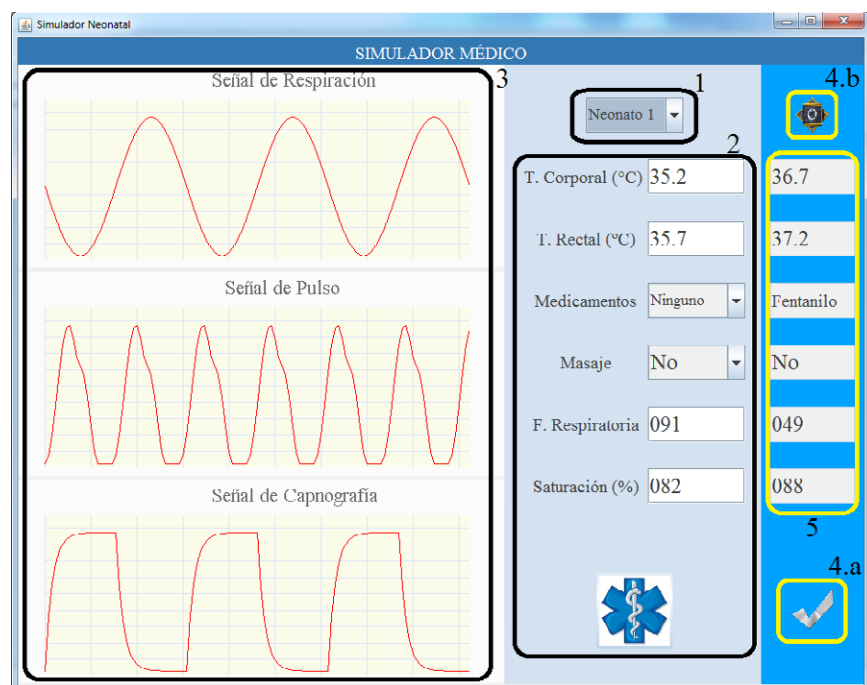 Simulador Neonatal
SIMULADOR MÉDICO
3
Señal de Respiración
Señal de Pulso
Señal de Capnografía
1
Neonato 1
2
T. Corporal (°C) 35.2
T. Rectal (ºC) 35.7
Medicamentos Ninguno
Masaje No
F. Respiratoria 091
Saturación (%) 082
4.b
36.7
37.2
Fentanilo
No
049
088
5
4.a